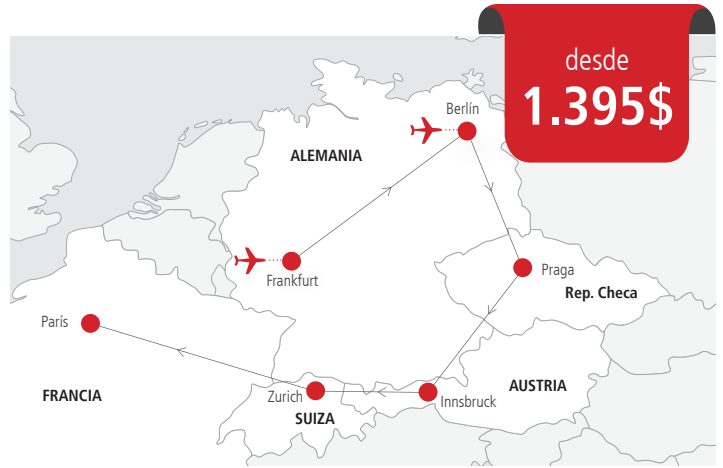 desde
1.395$
Berlín
ALEMANIA
Frankfurt
Praga
Rep. Checa
París
Zurich
Innsbruck
AUSTRIA
FRANCIA
SUIZA